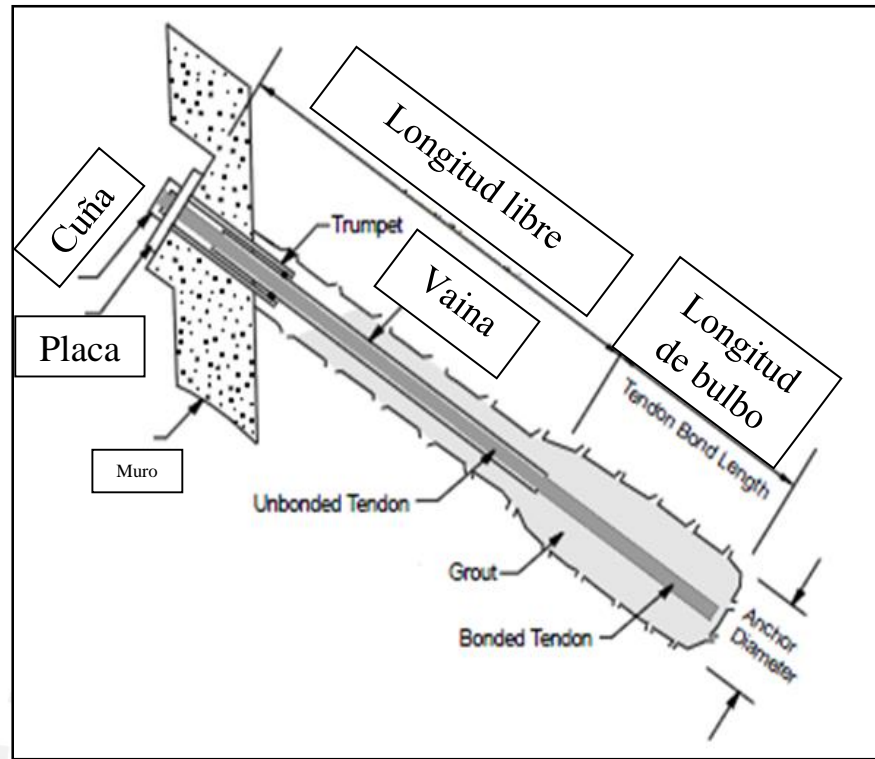 Longitud libre
Cuña
Trumpet
Vaina
Placa
Longitud
de bulbo
Tendon Bond Length
Muro
Unbonded Tendon
Grout
Bonded Tendon
Anchor
Diameter